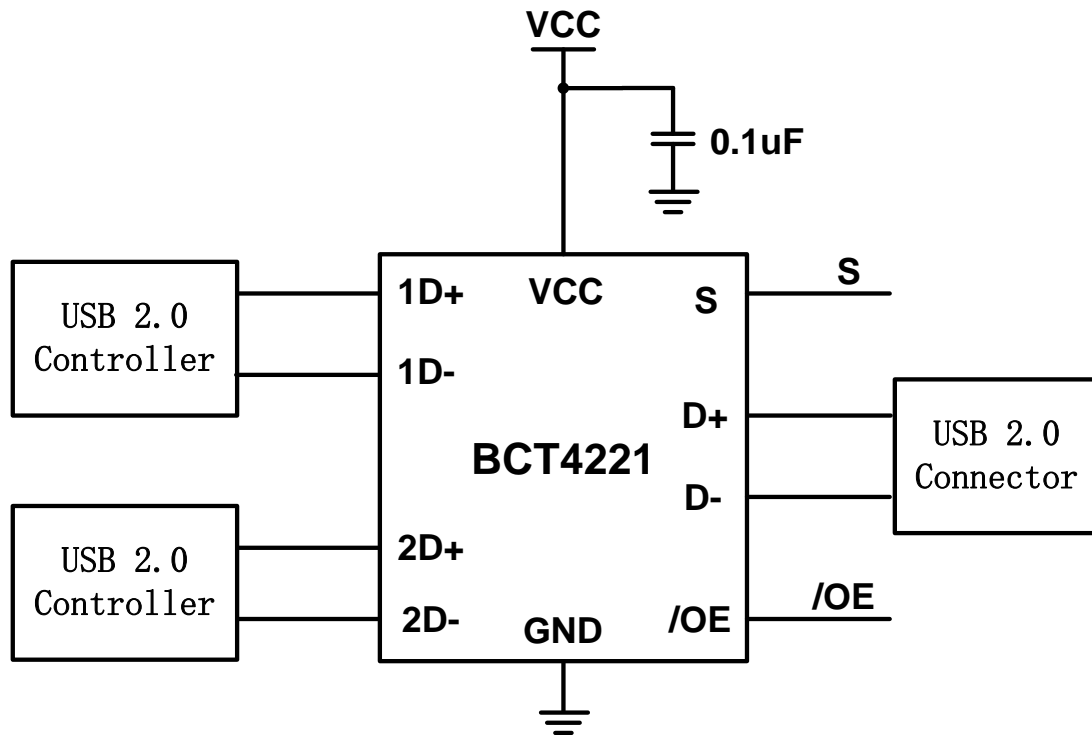 VCC
0.1uF
USB 2.0
Controller
1D+
VCC
S
S
1D-
D+
USB 2.0
Connector
BCT4221
D-
USB 2.0
Controller
2D+
2D-
GND
/OE
/OE